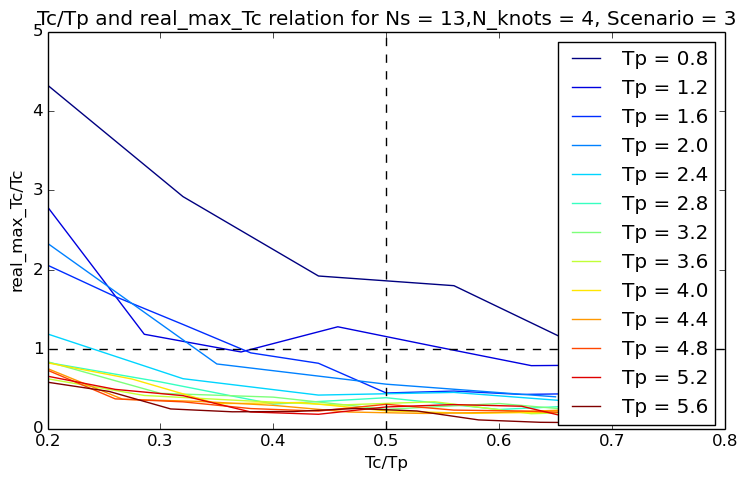 Tc/Tp and real_max_Tc relation for Ns = 13,N_knots = 4, Scenario = 3
real_max_Tc/Tc
5
4
3
2
1
0
0.2 0.3 0.4 0.5 0.6 0.7 0.8
Tc/Tp
Tp = 0.8
Tp = 1.2
Tp = 1.6
Tp = 2.0
Tp = 2.4
Tp = 2.8
Tp = 3.2
Tp = 3.6
Tp = 4.0
Tp = 4.4
Tp = 4.8
Tp = 5.2
Tp = 5.6